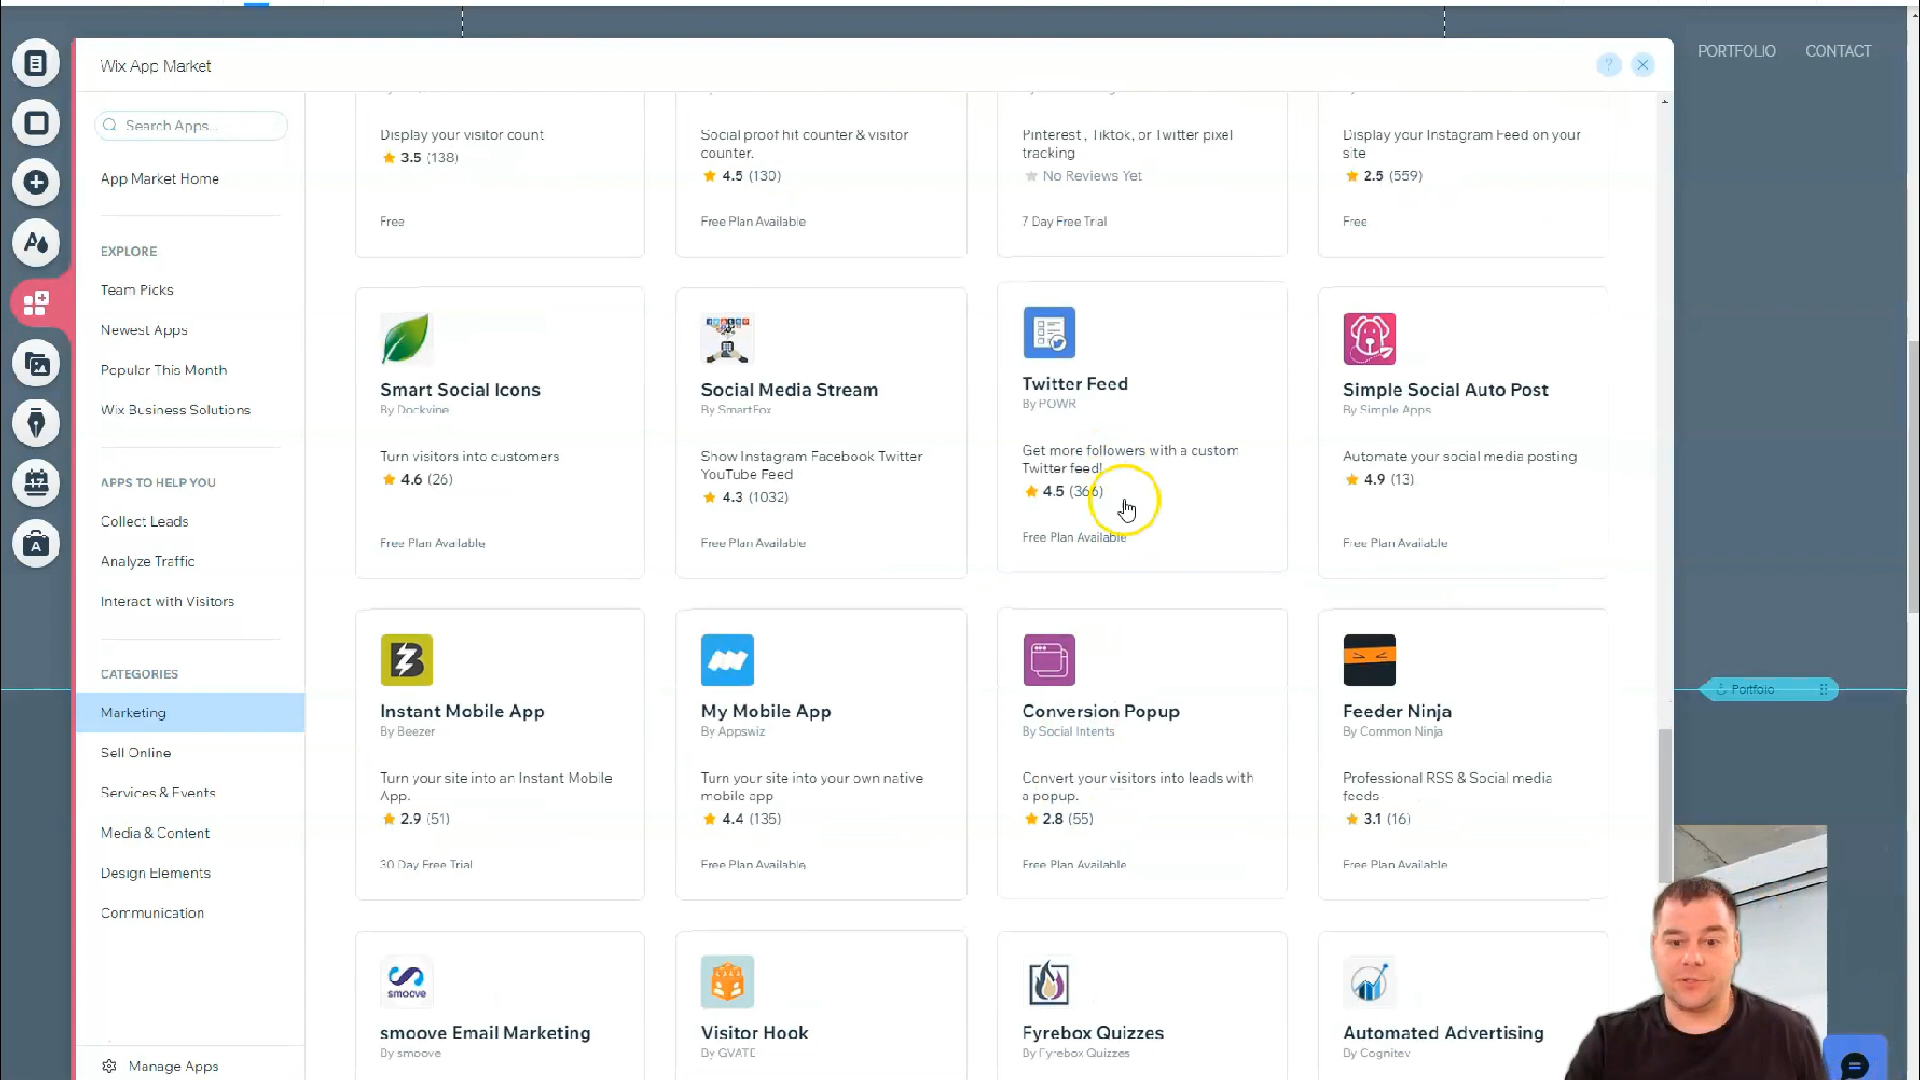 PORTFOLIO
CONTACT
Wix App Market
?
Search Apps...
App Market Home
EXPLORE
Team Picks
Newest Apps
Popular This Month
Wix Business Solutions
APPS TO HELP YOU
Collect Leads
Analyze Traffic
Interact with Visitors
CATEGORIES
Marketing
Sell Online
Services & Events
Media & Content
Design Elements
Communication
Manage Apps
Display your visitor count
3.5 (138)
Free
Social proof hit counter & visitor
counter.
4.5 (130)
Free Plan Available
Pinterest, Tiktok, or Twitter pixel
tracking
No Reviews Yet
7 Day Free Trial
Display your Instagram Feed on your
site
2.5 (559)
Free
Smart Social Icons
By Dockvine
Turn visitors into customers
4.6 (26)
Free Plan Available
Social Media Stream
By SmartFox
Show Instagram Facebook Twitter
YouTube Feed
4.3 (1032)
Free Plan Available
Twitter Feed
By POWR
Get more followers with a custom
Twitter feed!
4.5 (366)
Free Plan Available
Simple Social Auto Post
By Simple Apps
Automate your social media posting
4.9 (13)
Free Plan Available
Instant Mobile App
By Beezer
Turn your site into an Instant Mobile
App.
2.9 (51)
30 Day Free Trial
My Mobile App
By Appswiz
Turn your site into your own native
mobile app
4.4 (135)
Free Plan Available
Conversion Popup
By Social Intents
Convert your visitors into leads with
a popup.
2.8 (55)
Free Plan Available
Feeder Ninja
By Common Ninja
Professional RSS & Social media
feeds
3.1 (16)
Free Plan Available
Portfolio
smoove
smoove Email Marketing
By smoove
Visitor Hook
By GVATE
Fyrebox Quizzes
By Fyrebox Quizzes
Automated Advertising
By Cognitev